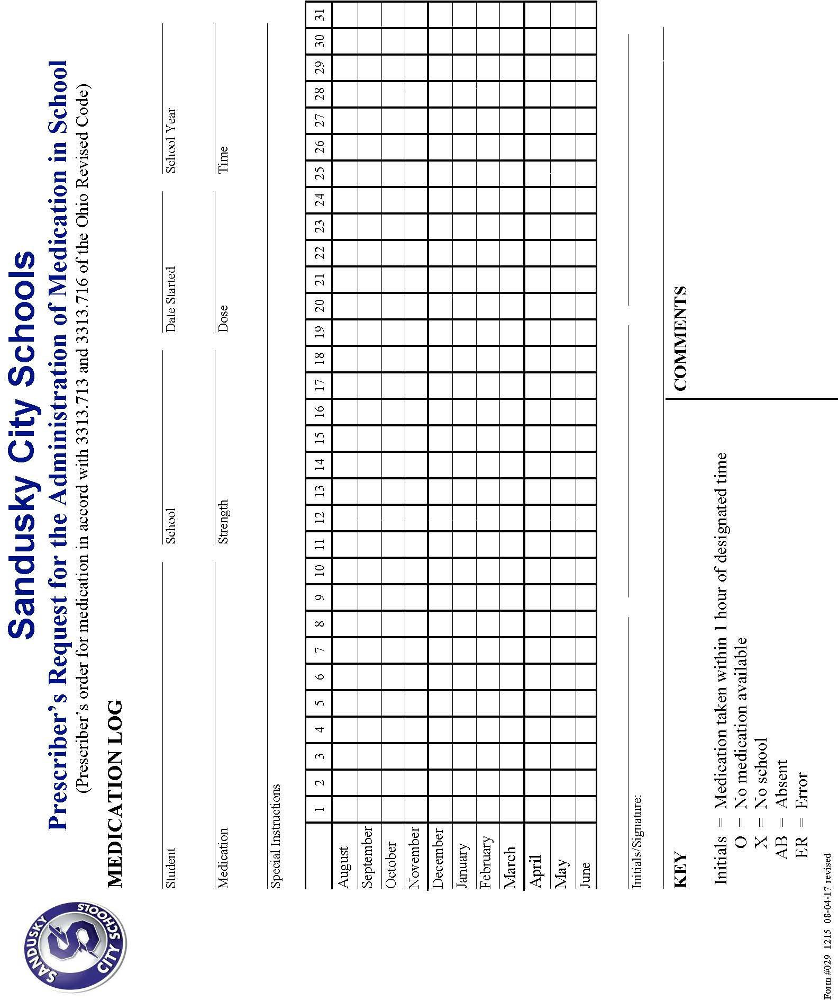 SANDUSKY
CITY SCHOOLS
S
Sandusky City Schools
Prescriber’s Request for the Administration of Medication in School
(Prescriber’s order for medication in accord with 3313.713 and 3313.716 of the Ohio Revised Code)
MEDICATION LOG
Student School Date Started School Year
Medication Strength Dose Time
Special Instructions
1 2 3 4 5 6 7 8 9 10 11 12 13 14 15 16 17 18 19 20 21 22 23 24 25 26 27 28 29 30 31
August
September
October
November
December
January
February
March
April
May
June
Initials/Signature:
KEY
Initials = Medication taken within 1 hour of designated time
O = No medication available
X = No school
AB = Absent
ER = Error
COMMENTS
Form #029 1215 08-04-17 revised